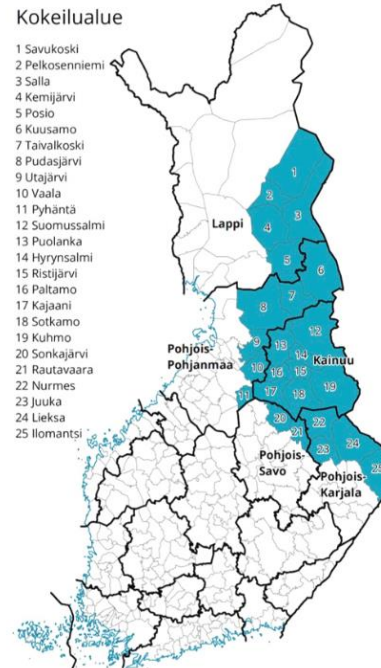 Kokeilualue
1 Savukoski
2 Pelkosenniemi
3 Salla
4 Kemijärvi
5 Posio
6 Kuusamo
7 Taivalkoski
8 Pudasjärvi
9 Utajärvi
10 Vaala
11 Pyhäntä
12 Suomussalmi
13 Puolanka
14 Hyrynsalmi
15 Ristijärvi
16 Paltamo
17 Kajaani
18 Sotkamo
19 Kuhmo
20 Sonkajärvi
21 Rautavaara
22 Nurmes
23 Juuka
24 Lieksa
25 Ilomantsi
1
2
3
4
Lappi
5
6
7
8
12
9
13
Pohjois-
Pohjanmaa
14
Kainuu
10
16
15
11
17
18
19
20
22
21
24
Pohjois-
Savo
23
25
Pohjois-
Karjala